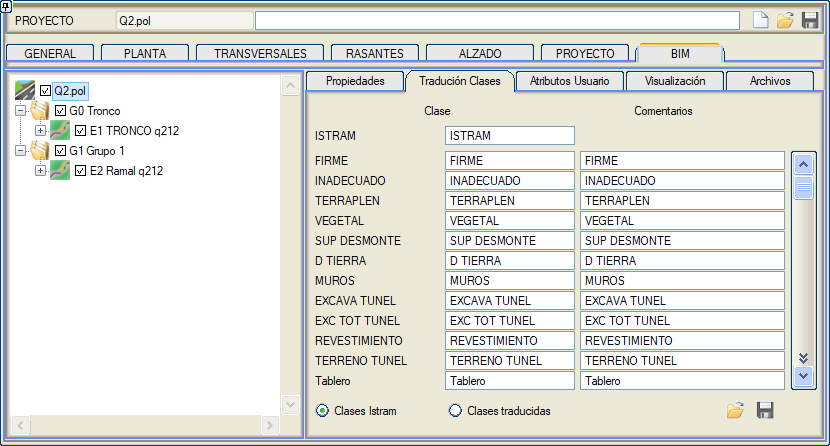 PROYECTO Q2.pol
GENERAL PLANTA TRANSVERSALES RASANTES ALZADO PROYECTO BIM
Q2.pol
G0 Tronco
E1 TRONCO q212
G1 Grupo 1
E2 Ramal q212
Propiedades Tradución Clases Atributos Usuario Visualización Archivos
Clase Comentarios
ISTRAM ISTRAM
FIRME FIRME FIRME
INADECUADO INADECUADO INADECUADO
TERRAPLEN TERRAPLEN TERRAPLEN
VEGETAL VEGETAL VEGETAL
SUP DESMONTE SUP DESMONTE SUP DESMONTE
D TIERRA D TIERRA D TIERRA
MUROS MUROS MUROS
EXCAVA TUNEL EXCAVA TUNEL EXCAVA TUNEL
EXC TOT TUNEL EXC TOT TUNEL EXC TOT TUNEL
REVESTIMIENTO REVESTIMIENTO REVESTIMIENTO
TERRENO TUNEL TERRENO TUNEL TERRENO TUNEL
Tablero Tablero Tablero
Clases Istram Clases traducidas